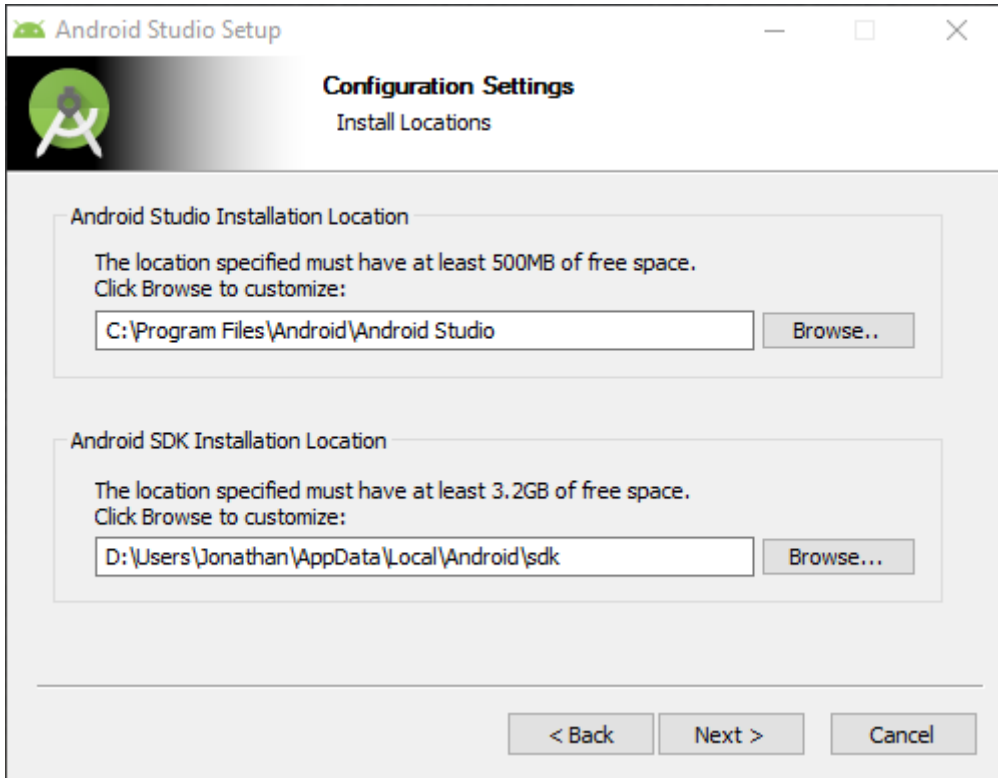 Android Studio Setup
Configuration Settings
Install Locations
Android Studio Installation Location
The location specified must have at least 500MB of free space.
Click Browse to customize:
C:\Program Files\Android\Android Studio
Browse..
Android SDK Installation Location
The location specified must have at least 3.2GB of free space.
Click Browse to customize:
D:\Users\Jonathan\AppData\Local\Android\sdk
Browse...
< Back
Next >
Cancel